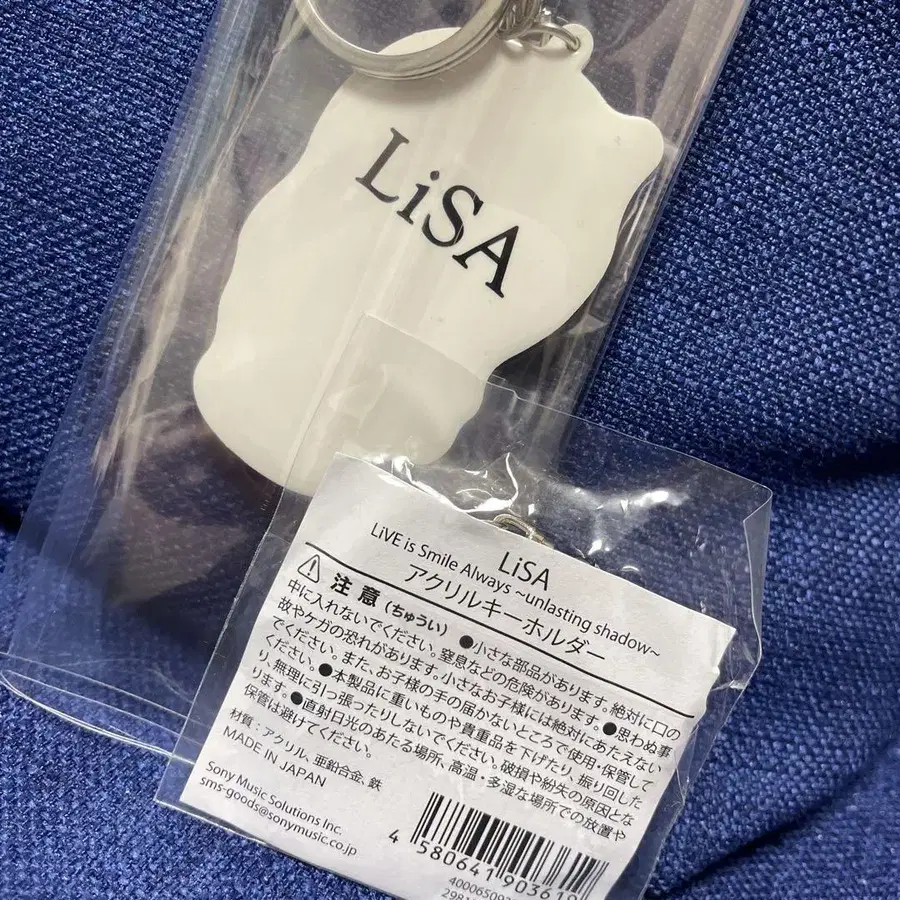 LiSA
LiSA
LiVE is Smile Always ~unlasting shadow~
アクリルキーホルダー
注意(ちゅうい) ●小さな部品があります。絶対に口の
中に入れないでください。窒息などの危険があります。●思わぬ事
故やケガの恐れがあります。小さなお子様には絶対にあたえない
でください。また、お子様の手の届かないところで使用・保管して
ください。●本製品に重いものや貴重品を下げたり、振り回した
り、無理に引っ張ったりしないでください。破損や紛失の原因とな
ります。●直射日光のあたる場所、高温・多湿な場所での放置や
保管は避けてください。
材質:アクリル、亜鉛合金、鉄
MADE IN JAPAN
Sony Music Solutions Inc.
sms-goods@sonymusic.co.jp
4 580641 903619